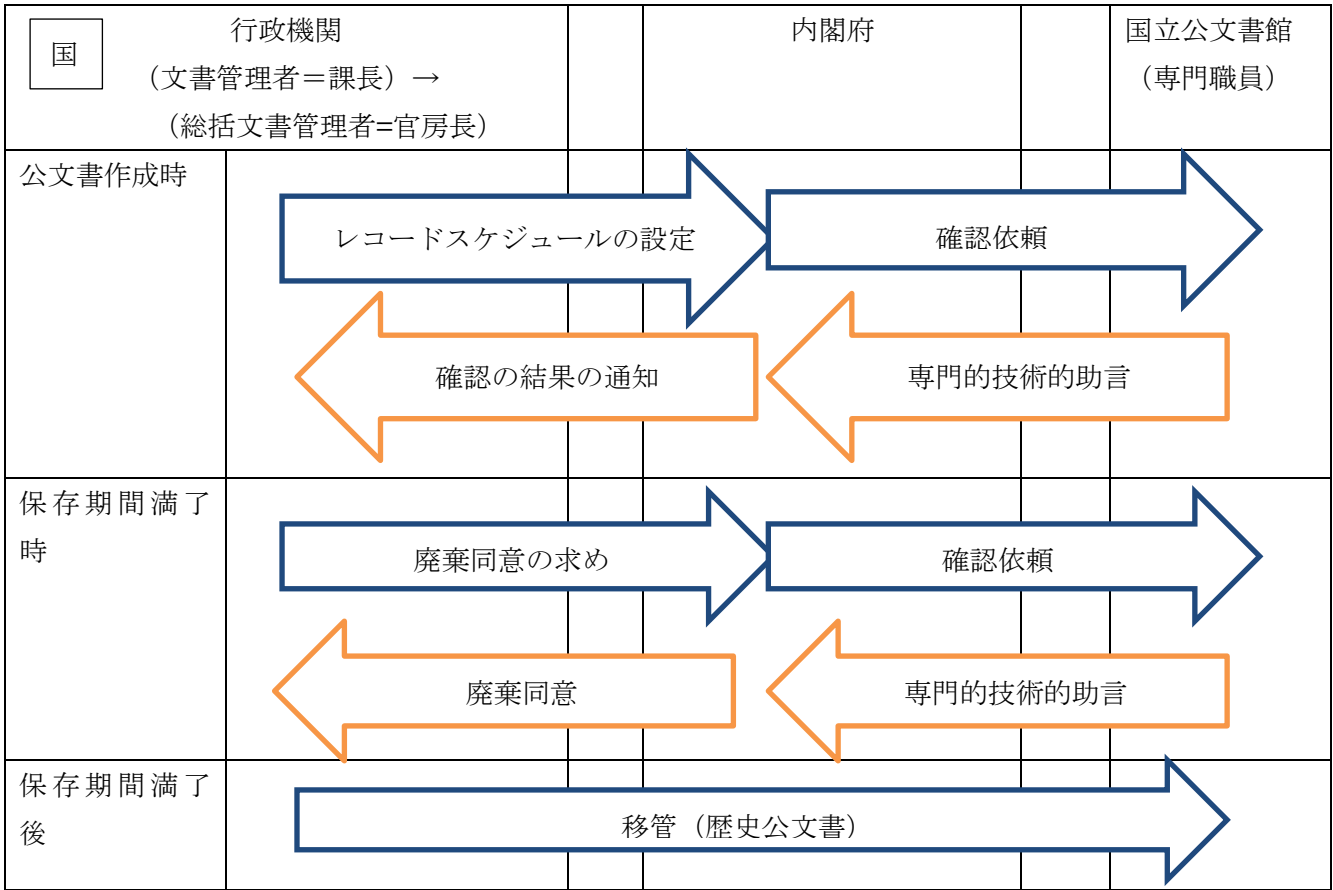 国
行政機関
（文書管理者＝課長）→
（総括文書管理者=官房長）
内閣府
国立公文書館
（専門職員）
公文書作成時
レコードスケジュールの設定
確認依頼
確認の結果の通知
専門的技術的助言
保存期間満了
時
廃棄同意の求め
確認依頼
廃棄同意
専門的技術的助言
保存期間満了
後
移管（歴史公文書）